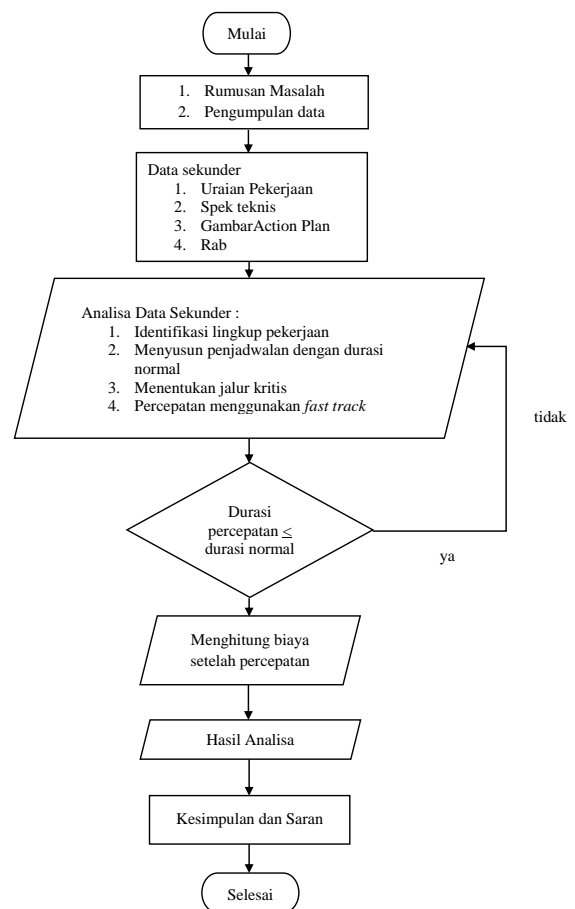 Mulai
1. Rumusan Masalah
2. Pengumpulan data
Data sekunder
1. Uraian Pekerjaan
2. Spek teknis
3. GambarAction Plan
4. Rab
Analisa Data Sekunder :
1. Identifikasi lingkup pekerjaan
2. Menyusun penjadwalan dengan durasi
normal
3. Menentukan jalur kritis
4. Percepatan menggunakan fast track
tidak
Durasi
percepatan ≤
durasi normal
ya
Menghitung biaya
setelah percepatan
Hasil Analisa
Kesimpulan dan Saran
Selesai